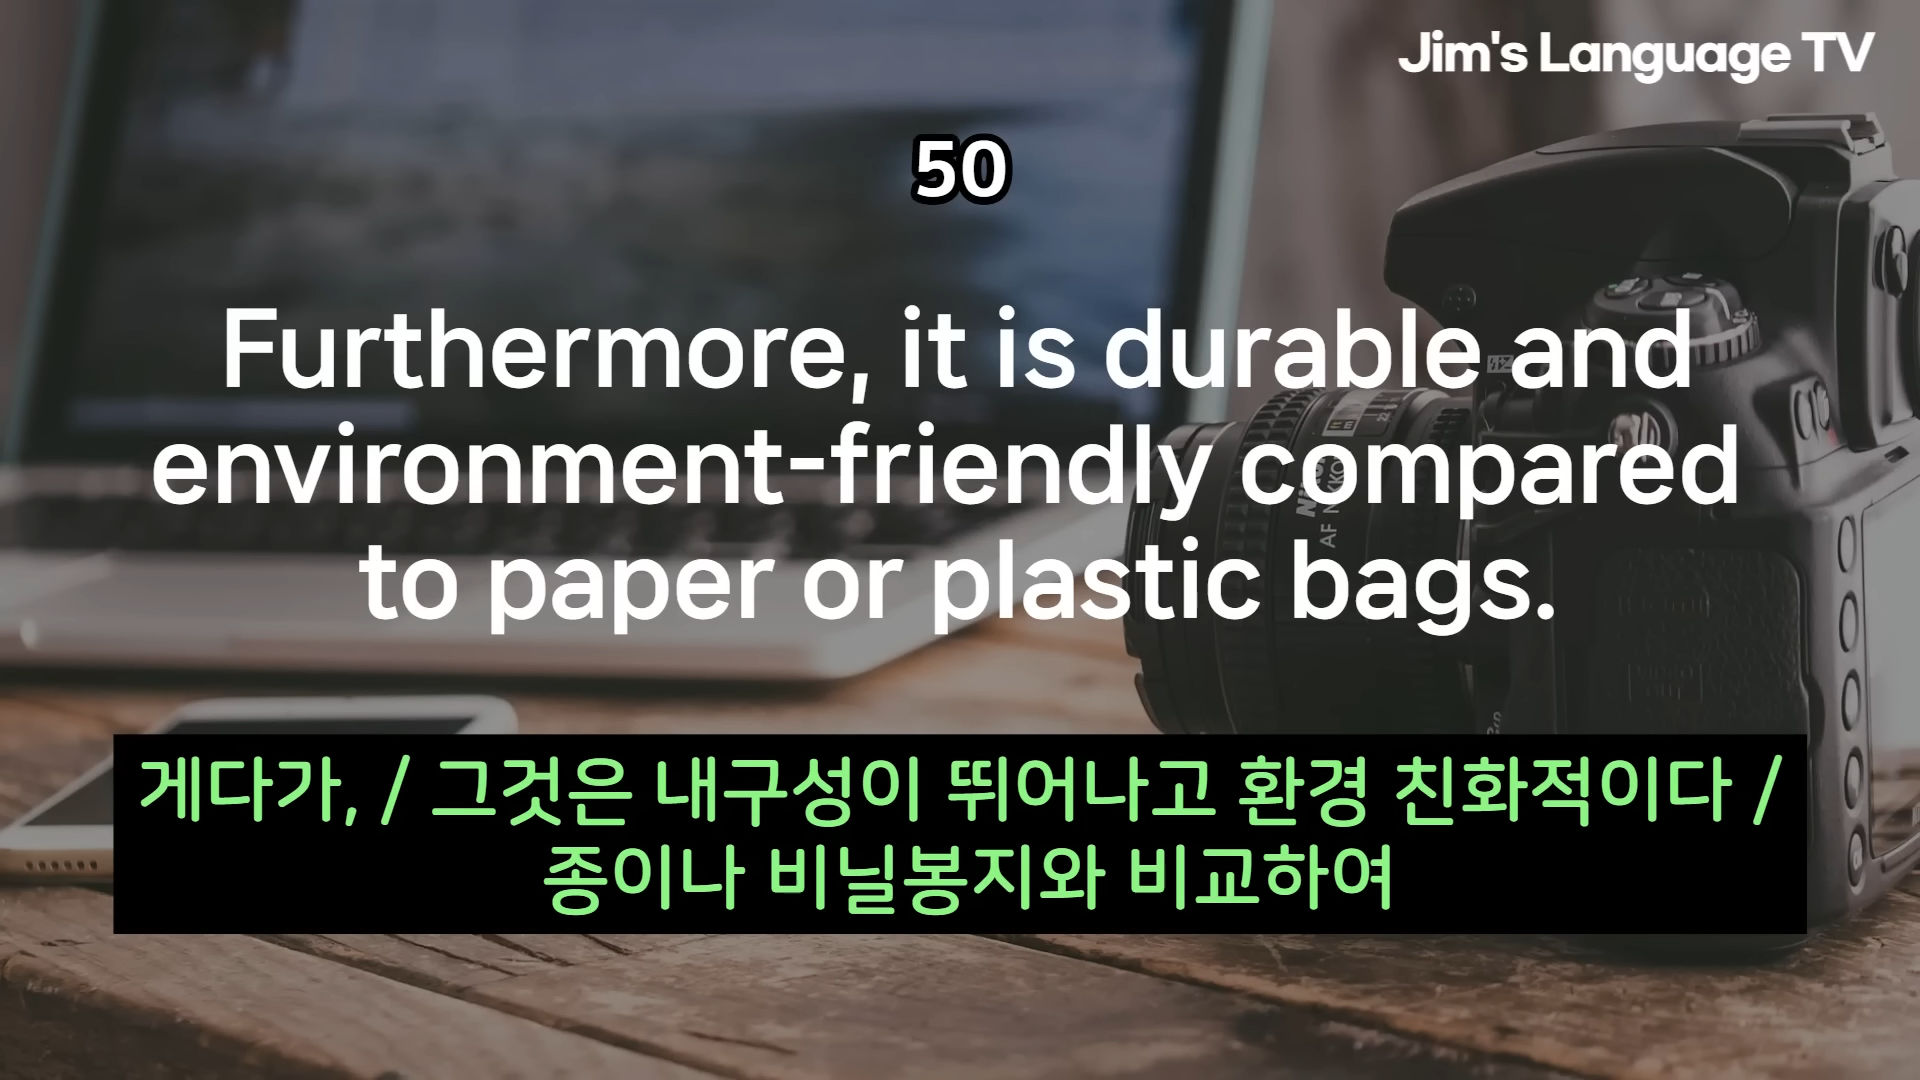 Jim's Language TV
50
Furthermore, it is durable and
environment-friendly compared
to paper or plastic bags.
게다가, / 그것은 내구성이 뛰어나고 환경 친화적이다 /
종이나 비닐봉지와 비교하여